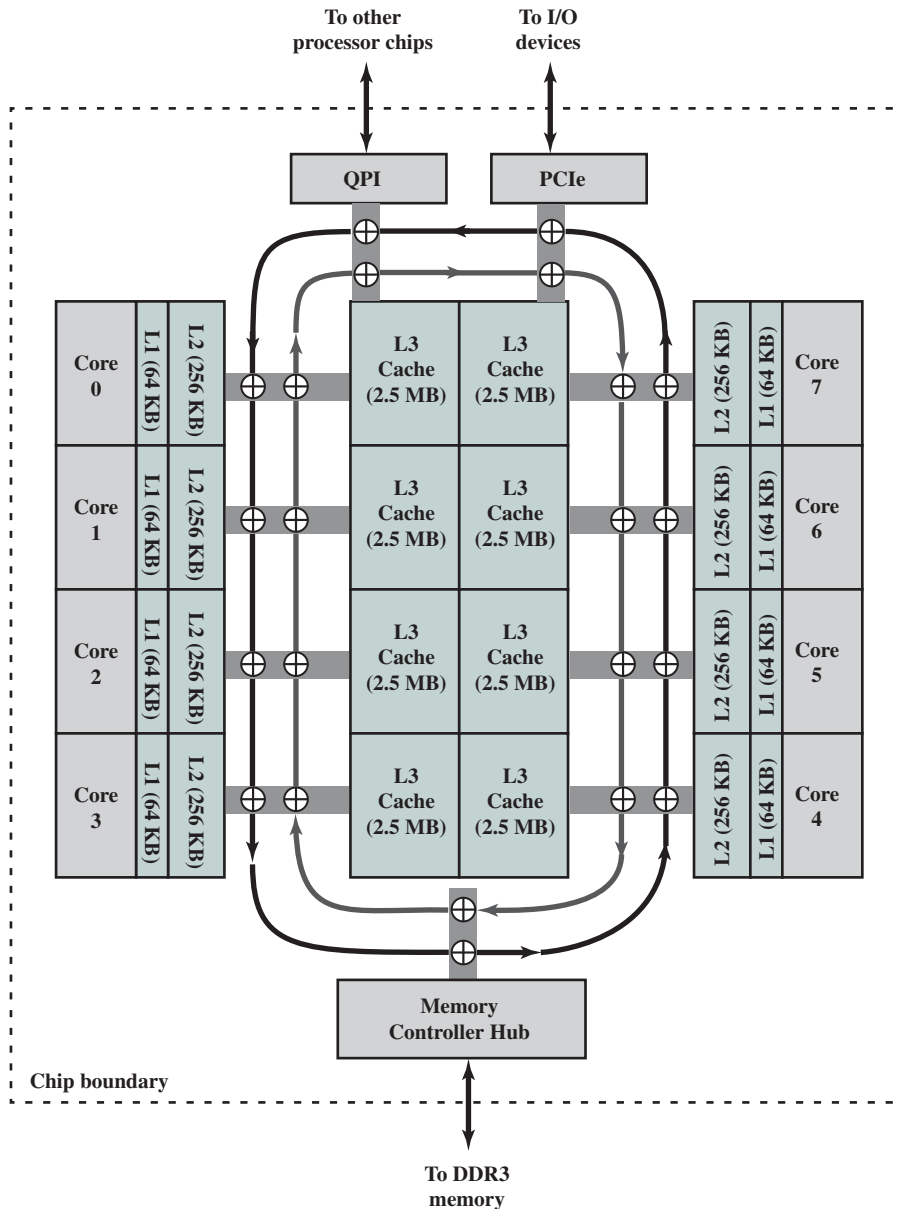 To other
processor chips
To I/O
devices
QPI
PCIe
Core
0
L1 (64 KB)
L2 (256 KB)
L3
Cache
(2.5 MB)
L3
Cache
(2.5 MB)
L2 (256 KB)
L1 (64 KB)
Core
7
Core
1
L1 (64 KB)
L2 (256 KB)
L3
Cache
(2.5 MB)
L3
Cache
(2.5 MB)
L2 (256 KB)
L1 (64 KB)
Core
6
Core
2
L1 (64 KB)
L2 (256 KB)
L3
Cache
(2.5 MB)
L3
Cache
(2.5 MB)
L2 (256 KB)
L1 (64 KB)
Core
5
Core
3
L1 (64 KB)
L2 (256 KB)
L3
Cache
(2.5 MB)
L3
Cache
(2.5 MB)
L2 (256 KB)
L1 (64 KB)
Core
4
Memory
Controller Hub
Chip boundary
To DDR3
memory